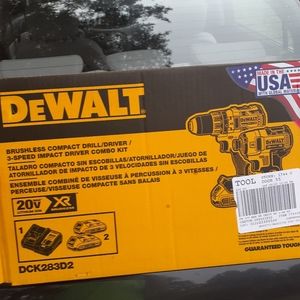 MADE IN THE
USA
DEWALT
BRUSHLESS COMPACT DRILL/DRIVER/
3-SPEED IMPACT DRIVER COMBO KIT
TALADRO COMPACTO SIN ESCOBILLAS/ATORNILLADOR/JUEGO DE
ATORNILLADOR DE IMPACTO DE 3 VELOCIDADES SIN ESCOBILLAS
ENSEMBLE COMBINÉ DE VISSEUSE À PERCUSSION À 3 VITESSES /
PERCEUSE/VISSEUSE COMPACTE SANS BALAIS
20V
XR
1
2
DCK283D2
TOOL
GUARANTEED TOUGH